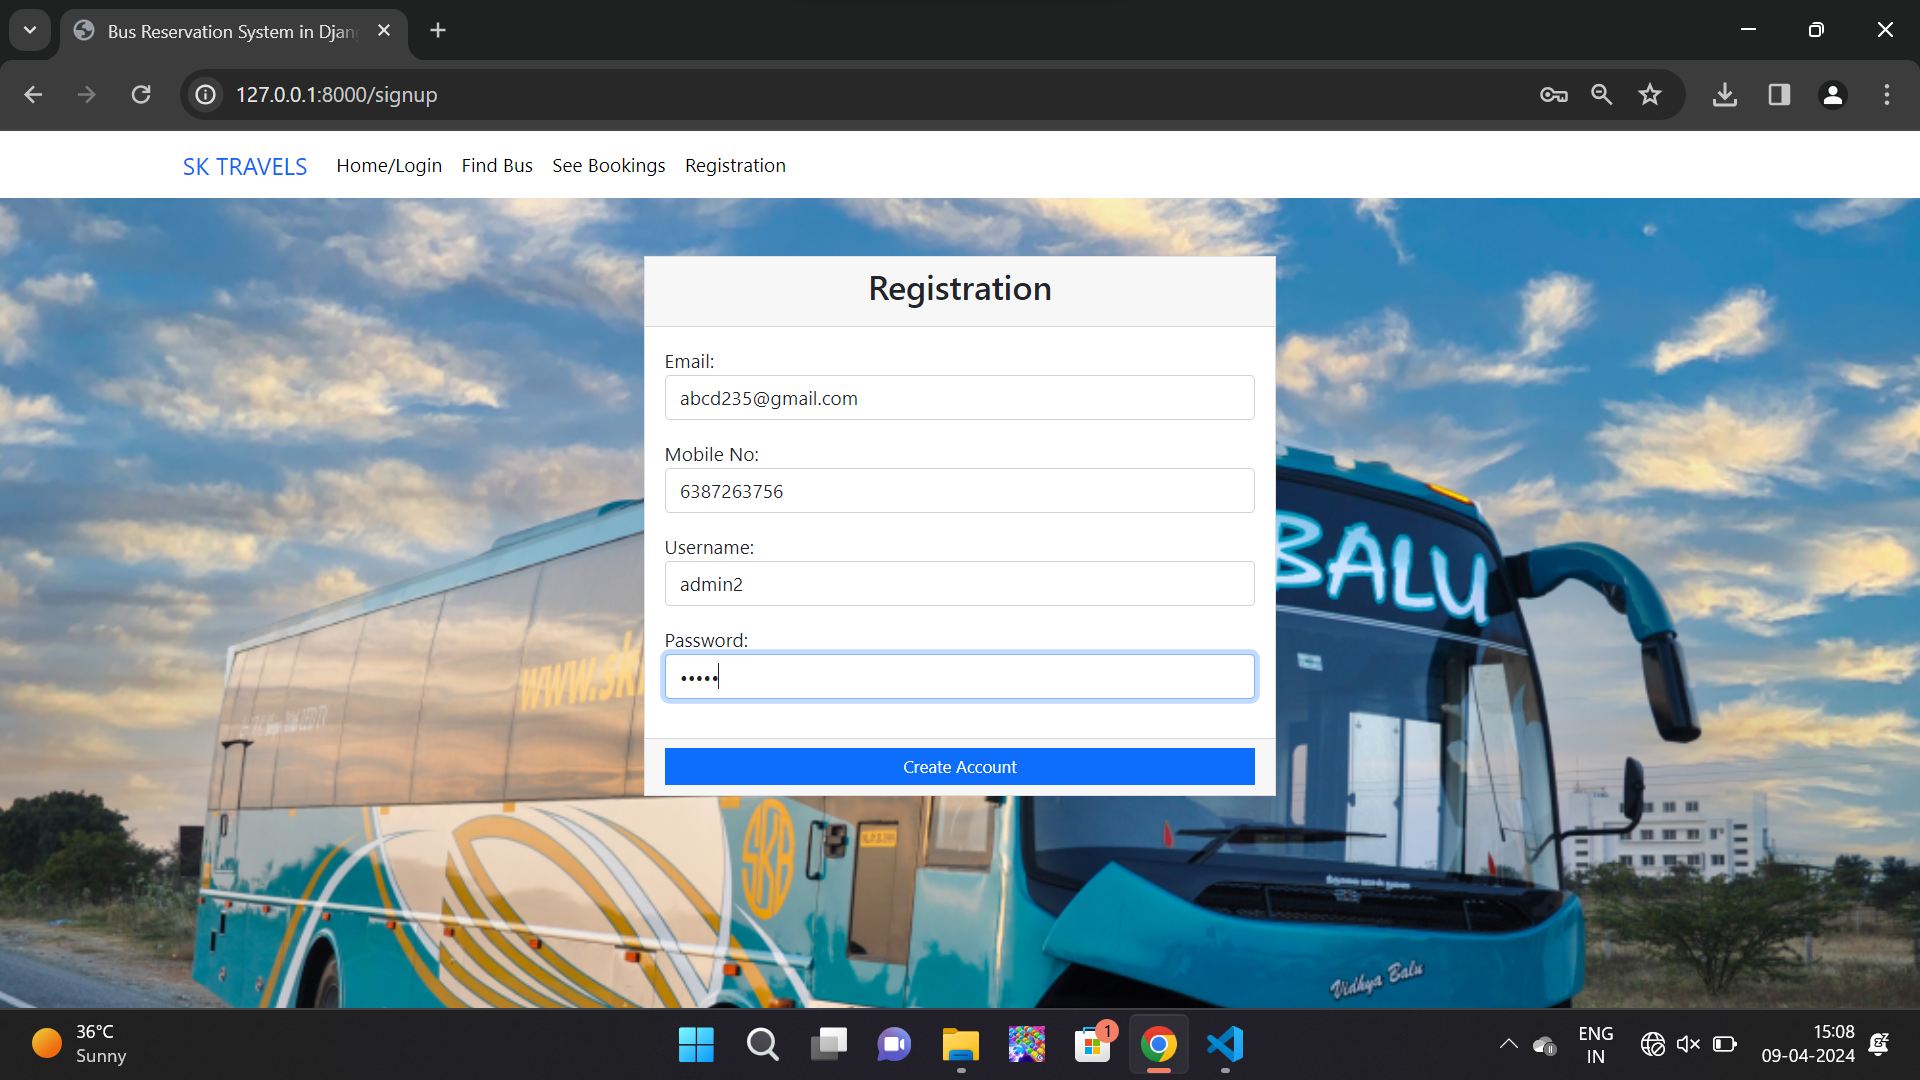 Bus Reservation System in Djan
127.0.0.1:8000/signup
SK TRAVELS Home/Login Find Bus See Bookings Registration
Registration
Email:
abcd235@gmail.com
Mobile No:
6387263756
Username:
admin2
Password:
•••••
Create Account
BALU
www.sk
SKB
Vidhya Balu
36°C
Sunny
1
ENG
IN
15:08
09-04-2024